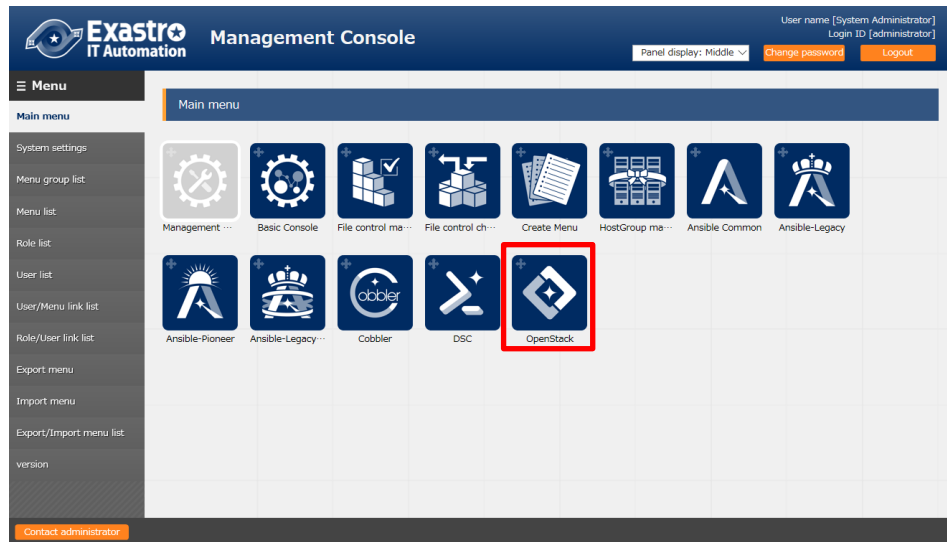 Exastro
IT Automation
Management Console
User name [System Administrator]
Login ID [administrator]
Panel display: Middle
Change password
Logout
☰ Menu
Main menu
System settings
Menu group list
Menu list
Role list
User list
User/Menu link list
Role/User link list
Export menu
Import menu
Export/Import menu list
version
Main menu
Management ···
Basic Console
File control ma···
File control ch···
Create Menu
HostGroup ma···
Ansible Common
Ansible-Legacy
Ansible-Pioneer
Ansible-Legacy···
Cobbler
Cobbler
DSC
OpenStack
Contact administrator